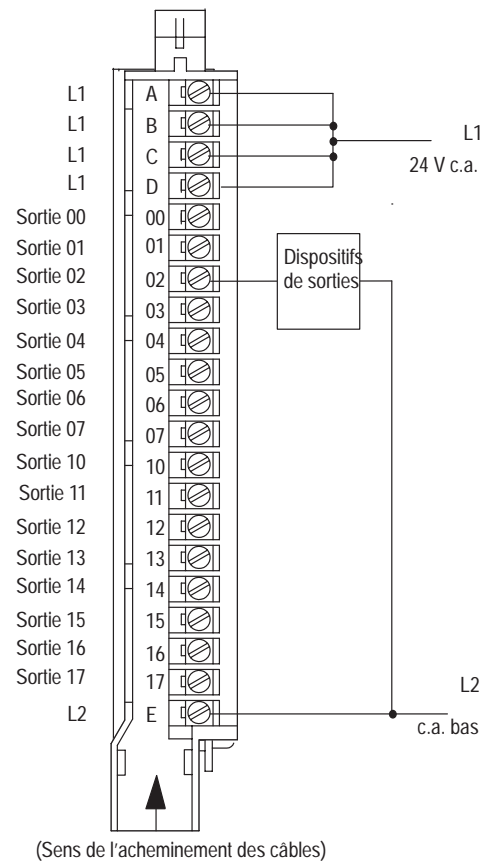 L1 A
L1 B
L1 C
L1 D
L1
24 V c.a.
Sortie 00 00
Sortie 01 01
Sortie 02 02
Dispositifs
de sorties
Sortie 03 03
Sortie 04 04
Sortie 05 05
Sortie 06 06
Sortie 07 07
Sortie 10 10
Sortie 11 11
Sortie 12 12
Sortie 13 13
Sortie 14 14
Sortie 15 15
Sortie 16 16
Sortie 17 17
L2 E
L2
c.a. bas
(Sens de l'acheminement des câbles)